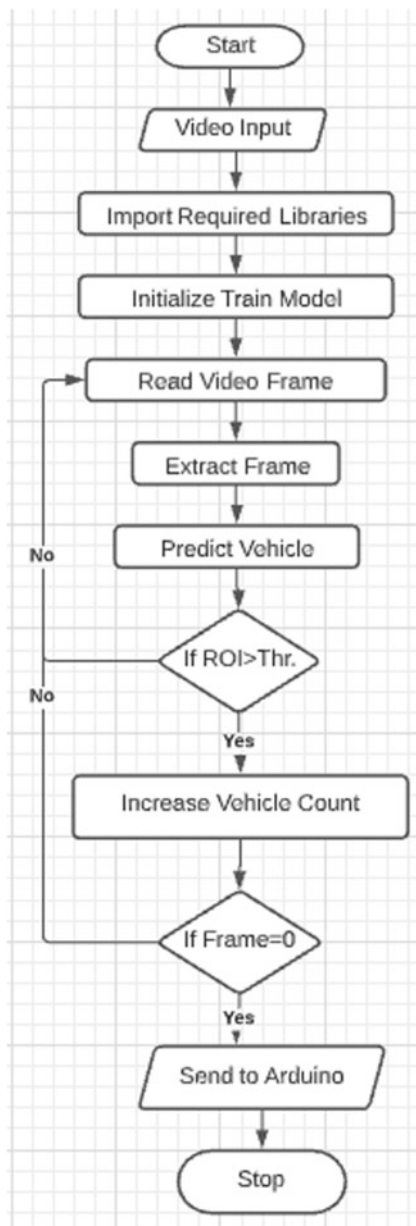 Start
Video Input
Import Required Libraries
Initialize Train Model
Read Video Frame
Extract Frame
Predict Vehicle
No
If ROI>Thr.
No
Yes
Increase Vehicle Count
If Frame=0
Yes
Send to Arduino
Stop